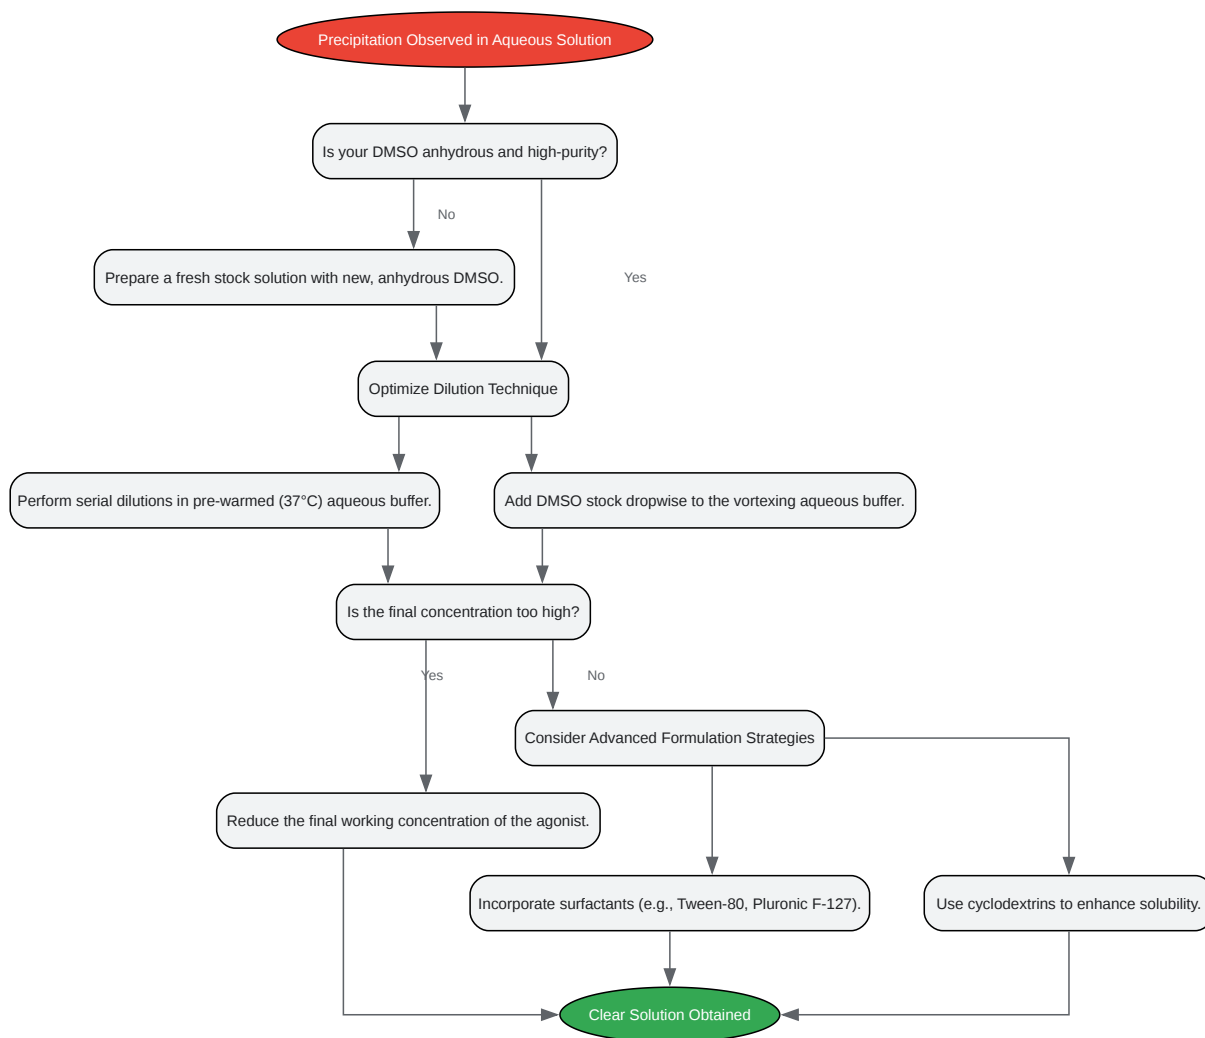 Precipitation Observed in Aqueous Solution
Is your DMSO anhydrous and high-purity?
No
Prepare a fresh stock solution with new, anhydrous DMSO.
Yes
Optimize Dilution Technique
Perform serial dilutions in pre-warmed (37°C) aqueous buffer.
Add DMSO stock dropwise to the vortexing aqueous buffer.
Is the final concentration too high?
Yes
No
Consider Advanced Formulation Strategies
Reduce the final working concentration of the agonist.
Incorporate surfactants (e.g., Tween-80, Pluronic F-127).
Use cyclodextrins to enhance solubility.
Clear Solution Obtained